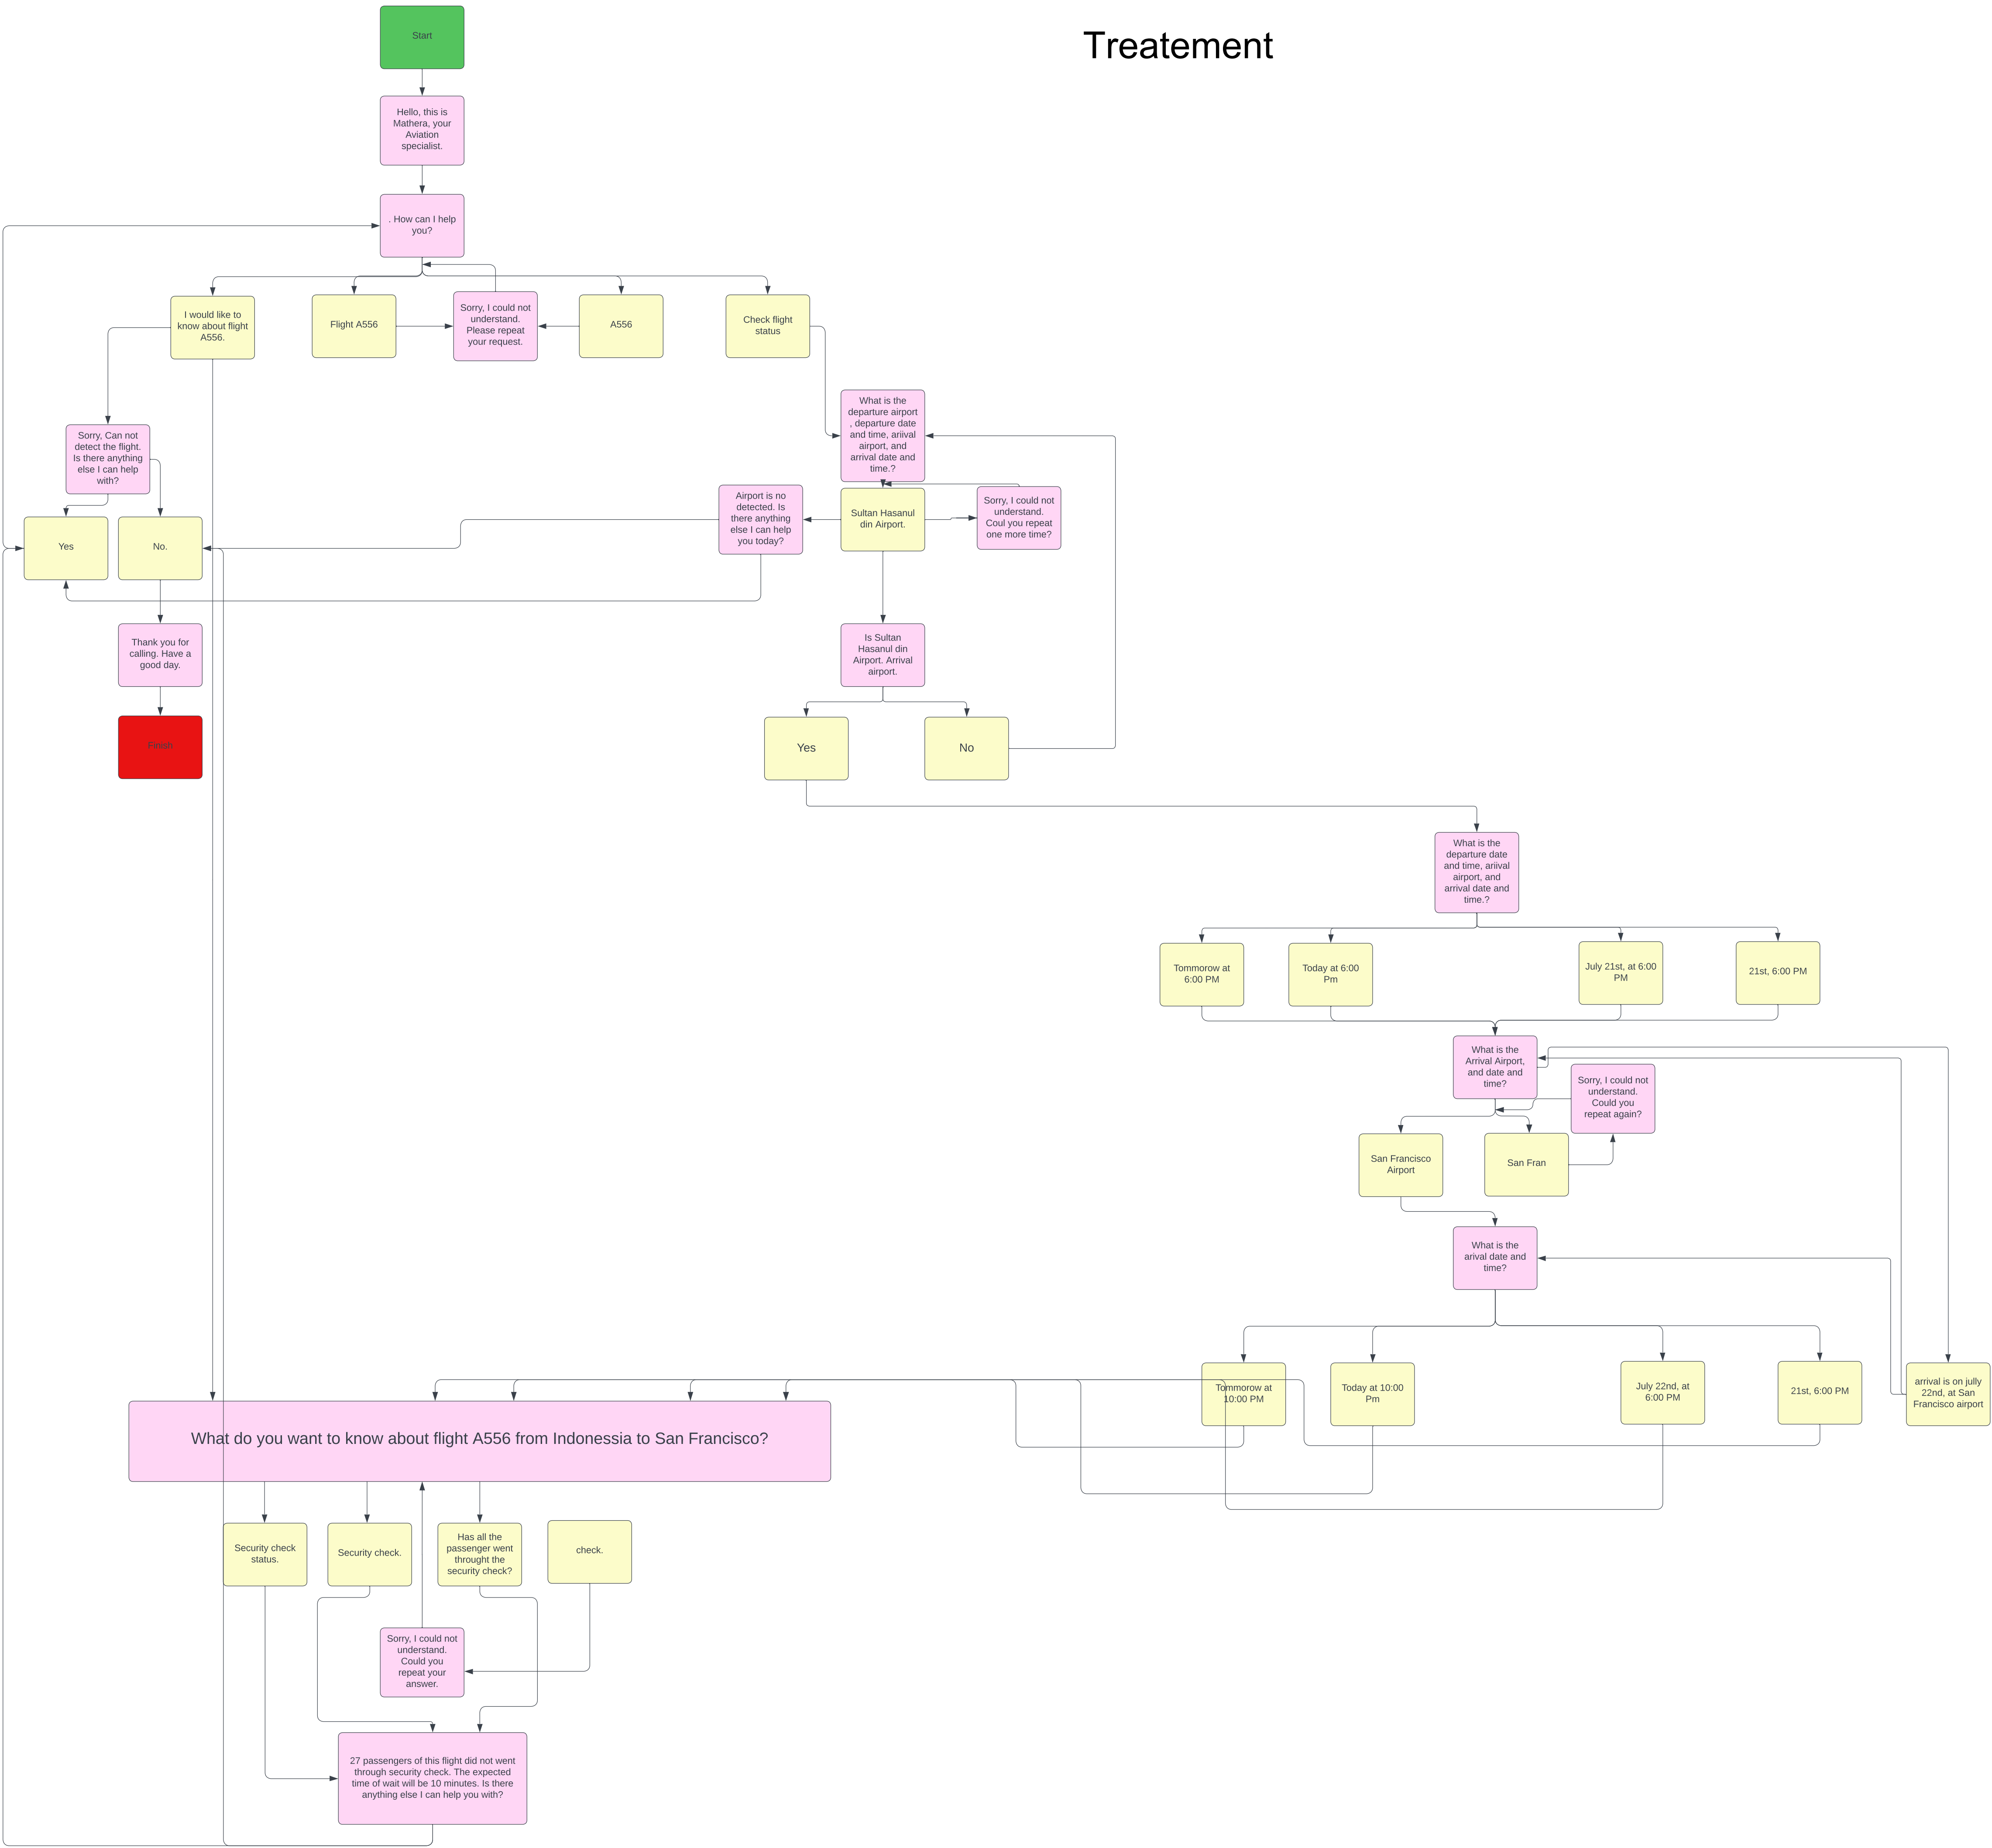 Start
Treatement
Hello, this is
Mathera, your
Aviation
specialist.
. How can I help
you?
I would like to
know about flight
A556.
Flight A556
Sorry, I could not
understand.
Please repeat
your request.
A556
Check flight
status
What is the
departure airport
, departure date
and time, ariival
airport, and
arrival date and
time.?
Sorry, Can not
detect the flight.
Is there anything
else I can help
with?
Airport is no
detected. Is
there anything
else I can help
you today?
Sultan Hasanul
din Airport.
Sorry, I could not
understand.
Coul you repeat
one more time?
Yes
No.
Thank you for
calling. Have a
good day.
Is Sultan
Hasanul din
Airport. Arrival
airport.
Finish
Yes
No
What is the
departure date
and time, ariival
airport, and
arrival date and
time.?
Tommorow at
6:00 PM
Today at 6:00
Pm
July 21st, at 6:00
PM
21st, 6:00 PM
What is the
Arrival Airport,
and date and
time?
Sorry, I could not
understand.
Could you
repeat again?
San Francisco
Airport
San Fran
What is the
arival date and
time?
Tommorow at
10:00 PM
Today at 10:00
Pm
July 22nd, at
6:00 PM
21st, 6:00 PM
arrival is on jully
22nd, at San
Francisco airport
What do you want to know about flight A556 from Indonessia to San Francisco?
Security check
status.
Security check.
Has all the
passenger went
throught the
security check?
check.
Sorry, I could not
understand.
Could you
repeat your
answer.
27 passengers of this flight did not went
through security check. The expected
time of wait will be 10 minutes. Is there
anything else I can help you with?